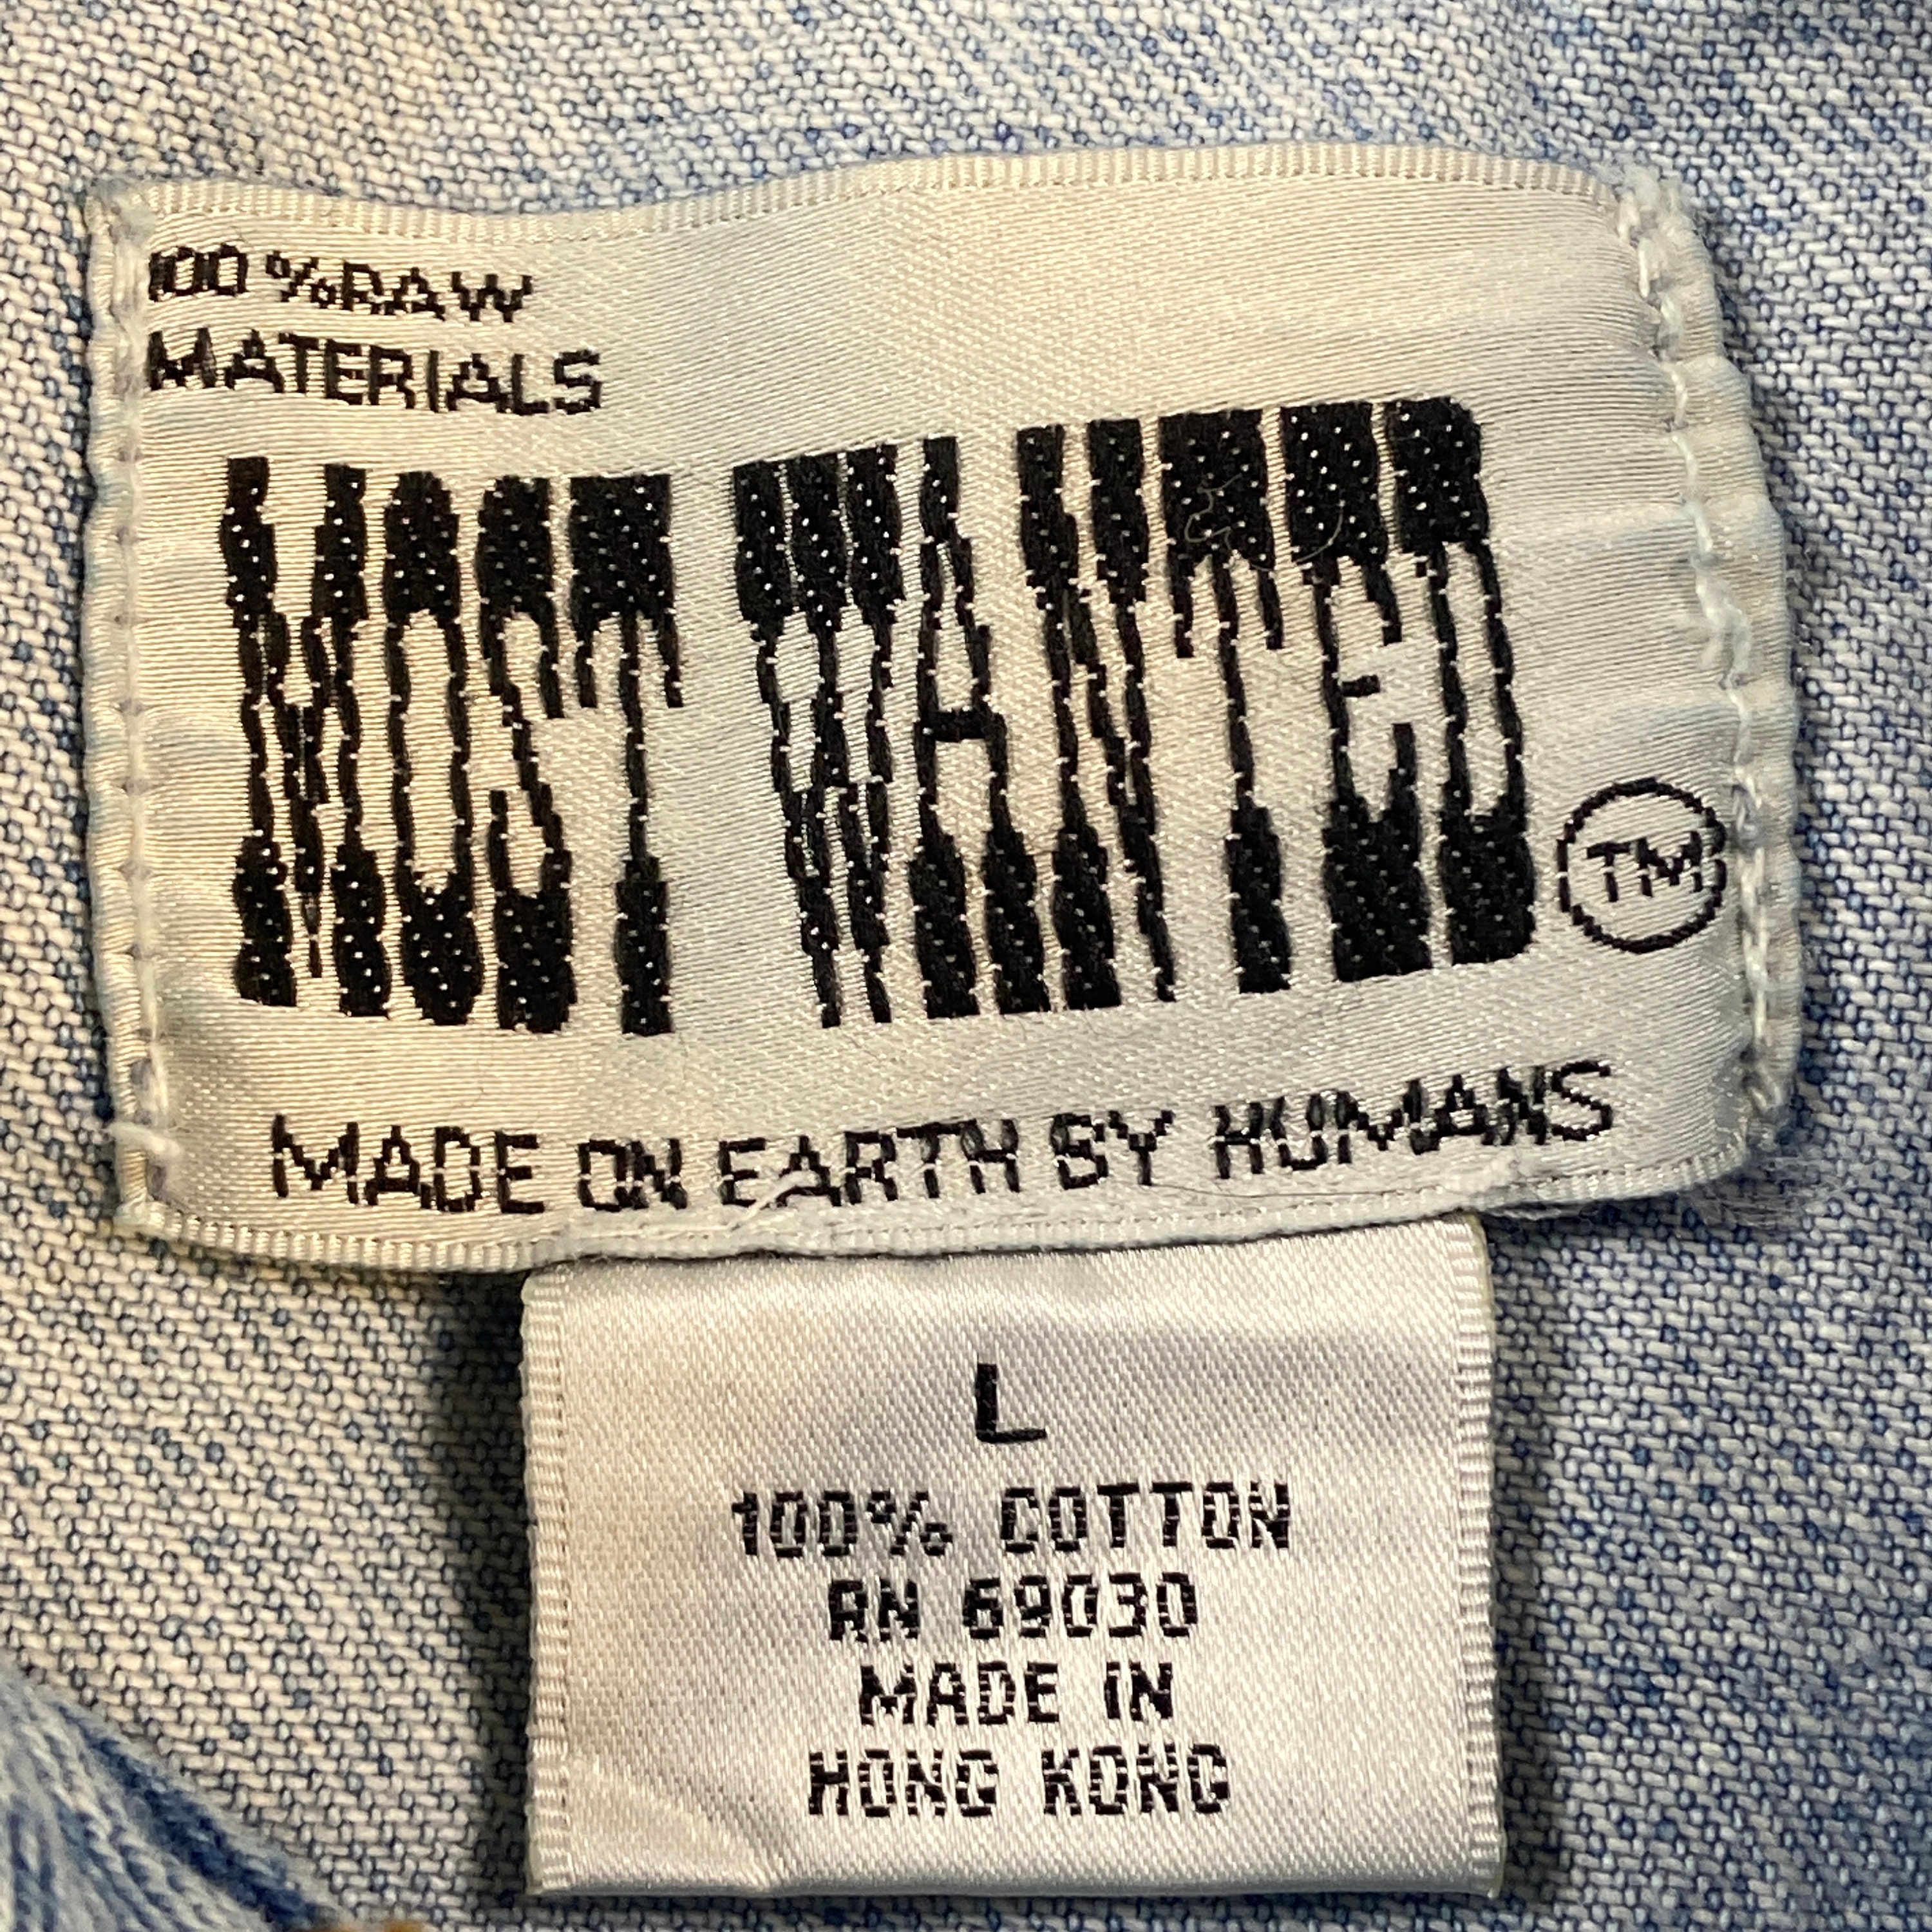 100%RAW
MATERIALS
MOST WANTED
TM
MADE ON EARTH BY HUMANS
L
100% COTTON
RN 69030
MADE IN
HONG KONG